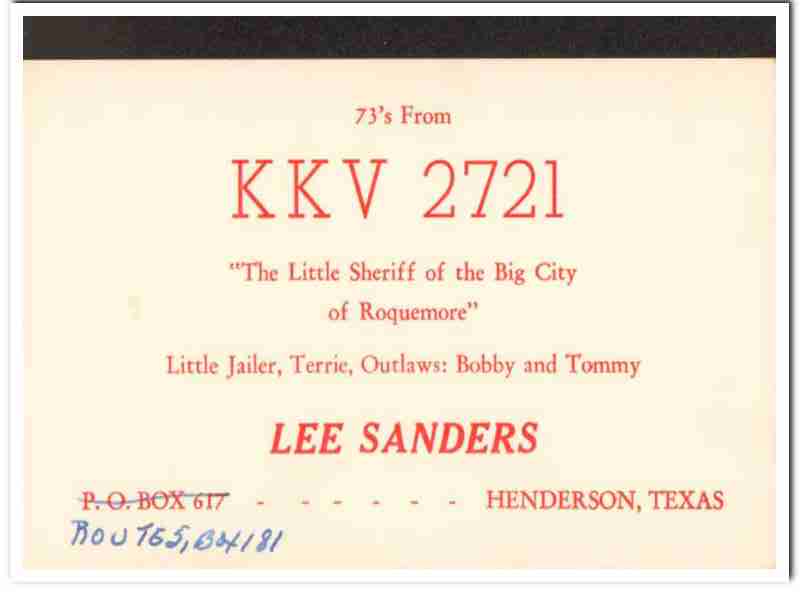 73's From
KKV 2721
"The Little Sheriff of the Big City
of Roquemore"
Little Jailer, Terrie, Outlaws: Bobby and Tommy
LEE SANDERS
P. O. BOX 617 - - - - - - HENDERSON, TEXAS
ROUTE 5, Box 181